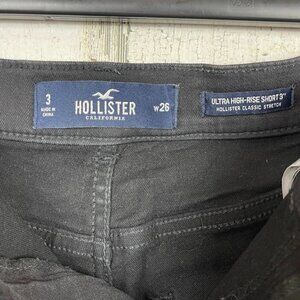 3
MADE IN
CHINA
HOLLISTER
CALIFORNIA
W26
ULTRA HIGH-RISE SHORT 3"
HOLLISTER CLASSIC STRETCH